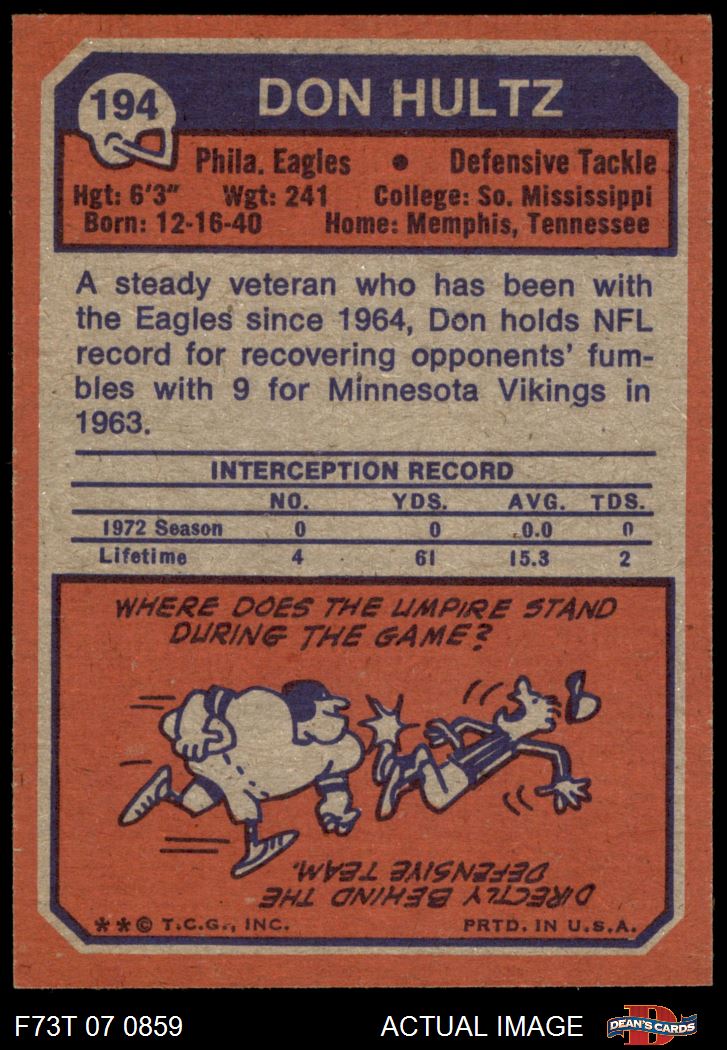 194
DON HULTZ
Phila. Eagles • Defensive Tackle
Hgt: 6'3" Wgt: 241 College: So. Mississippi
Born: 12-16-40 Home: Memphis, Tennessee
A steady veteran who has been with
the Eagles since 1964, Don holds NFL
record for recovering opponents' fum-
bles with 9 for Minnesota Vikings in
1963.
INTERCEPTION RECORD
NO. YDS. AVG. TDS.
1972 Season 0 0 0.0 0
Lifetime 4 61 15.3 2
WHERE DOES THE UMPIRE STAND
DURING THE GAME?
DIRECTLY BEHIND THE
DEFENSIVE TEAM.
**© T.C.G., INC. PRTD. IN U.S.A.
F73T 07 0859 ACTUAL IMAGE D DEAN'S CARDS